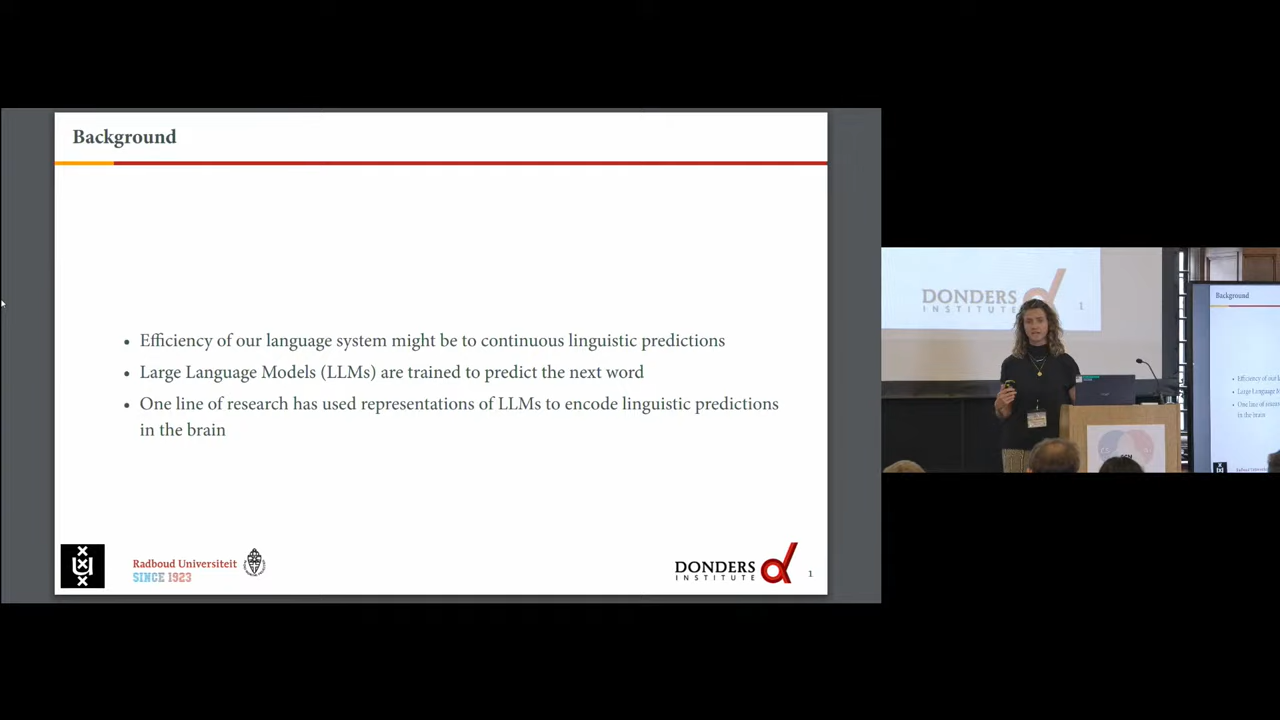 Background
• Efficiency of our language system might be to continuous linguistic predictions
• Large Language Models (LLMs) are trained to predict the next word
• One line of research has used representations of LLMs to encode linguistic predictions
in the brain
Radboud Universiteit
SINCE 1923
DONDERS
INSTITUTE
1
DONDERS
INSTITUTE
1
Background